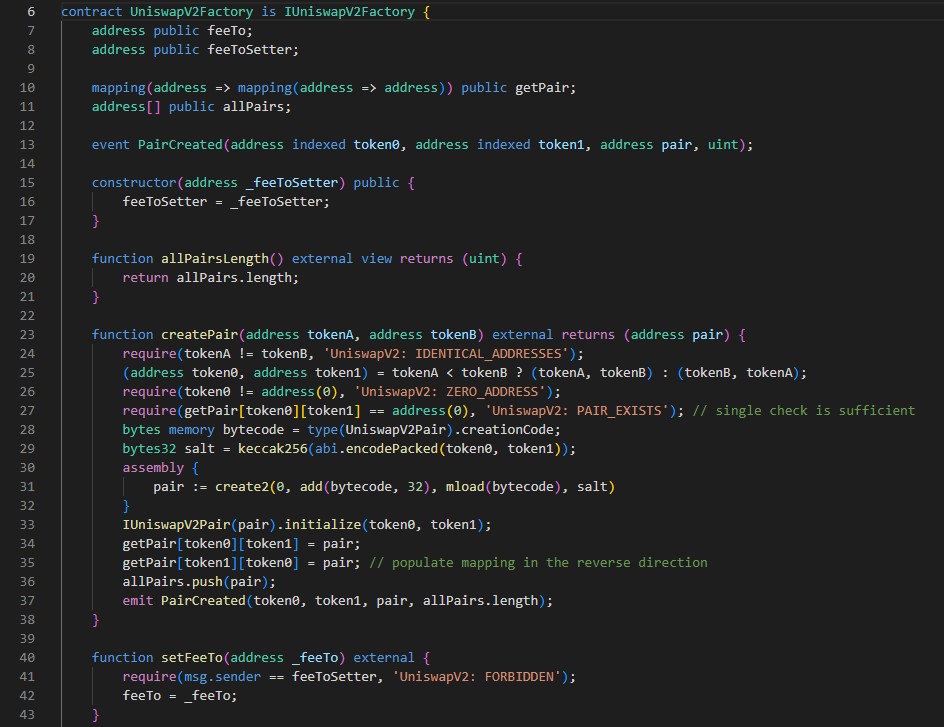 6 contract UniswapV2Factory is IUniswapV2Factory {
7     address public feeTo;
8     address public feeToSetter;
9
10     mapping(address => mapping(address => address)) public getPair;
11     address[] public allPairs;
12
13     event PairCreated(address indexed token0, address indexed token1, address pair, uint);
14
15     constructor(address _feeToSetter) public {
16         feeToSetter = _feeToSetter;
17     }
18
19     function allPairsLength() external view returns (uint) {
20         return allPairs.length;
21     }
22
23     function createPair(address tokenA, address tokenB) external returns (address pair) {
24         require(tokenA != tokenB, 'UniswapV2: IDENTICAL_ADDRESSES');
25         (address token0, address token1) = tokenA < tokenB ? (tokenA, tokenB) : (tokenB, tokenA);
26         require(token0 != address(0), 'UniswapV2: ZERO_ADDRESS');
27         require(getPair[token0][token1] == address(0), 'UniswapV2: PAIR_EXISTS'); // single check is sufficient
28         bytes memory bytecode = type(UniswapV2Pair).creationCode;
29         bytes32 salt = keccak256(abi.encodePacked(token0, token1));
30         assembly {
31             pair := create2(0, add(bytecode, 32), mload(bytecode), salt)
32         }
33         IUniswapV2Pair(pair).initialize(token0, token1);
34         getPair[token0][token1] = pair;
35         getPair[token1][token0] = pair; // populate mapping in the reverse direction
36         allPairs.push(pair);
37         emit PairCreated(token0, token1, pair, allPairs.length);
38     }
39
40     function setFeeTo(address _feeTo) external {
41         require(msg.sender == feeToSetter, 'UniswapV2: FORBIDDEN');
42         feeTo = _feeTo;
43     }